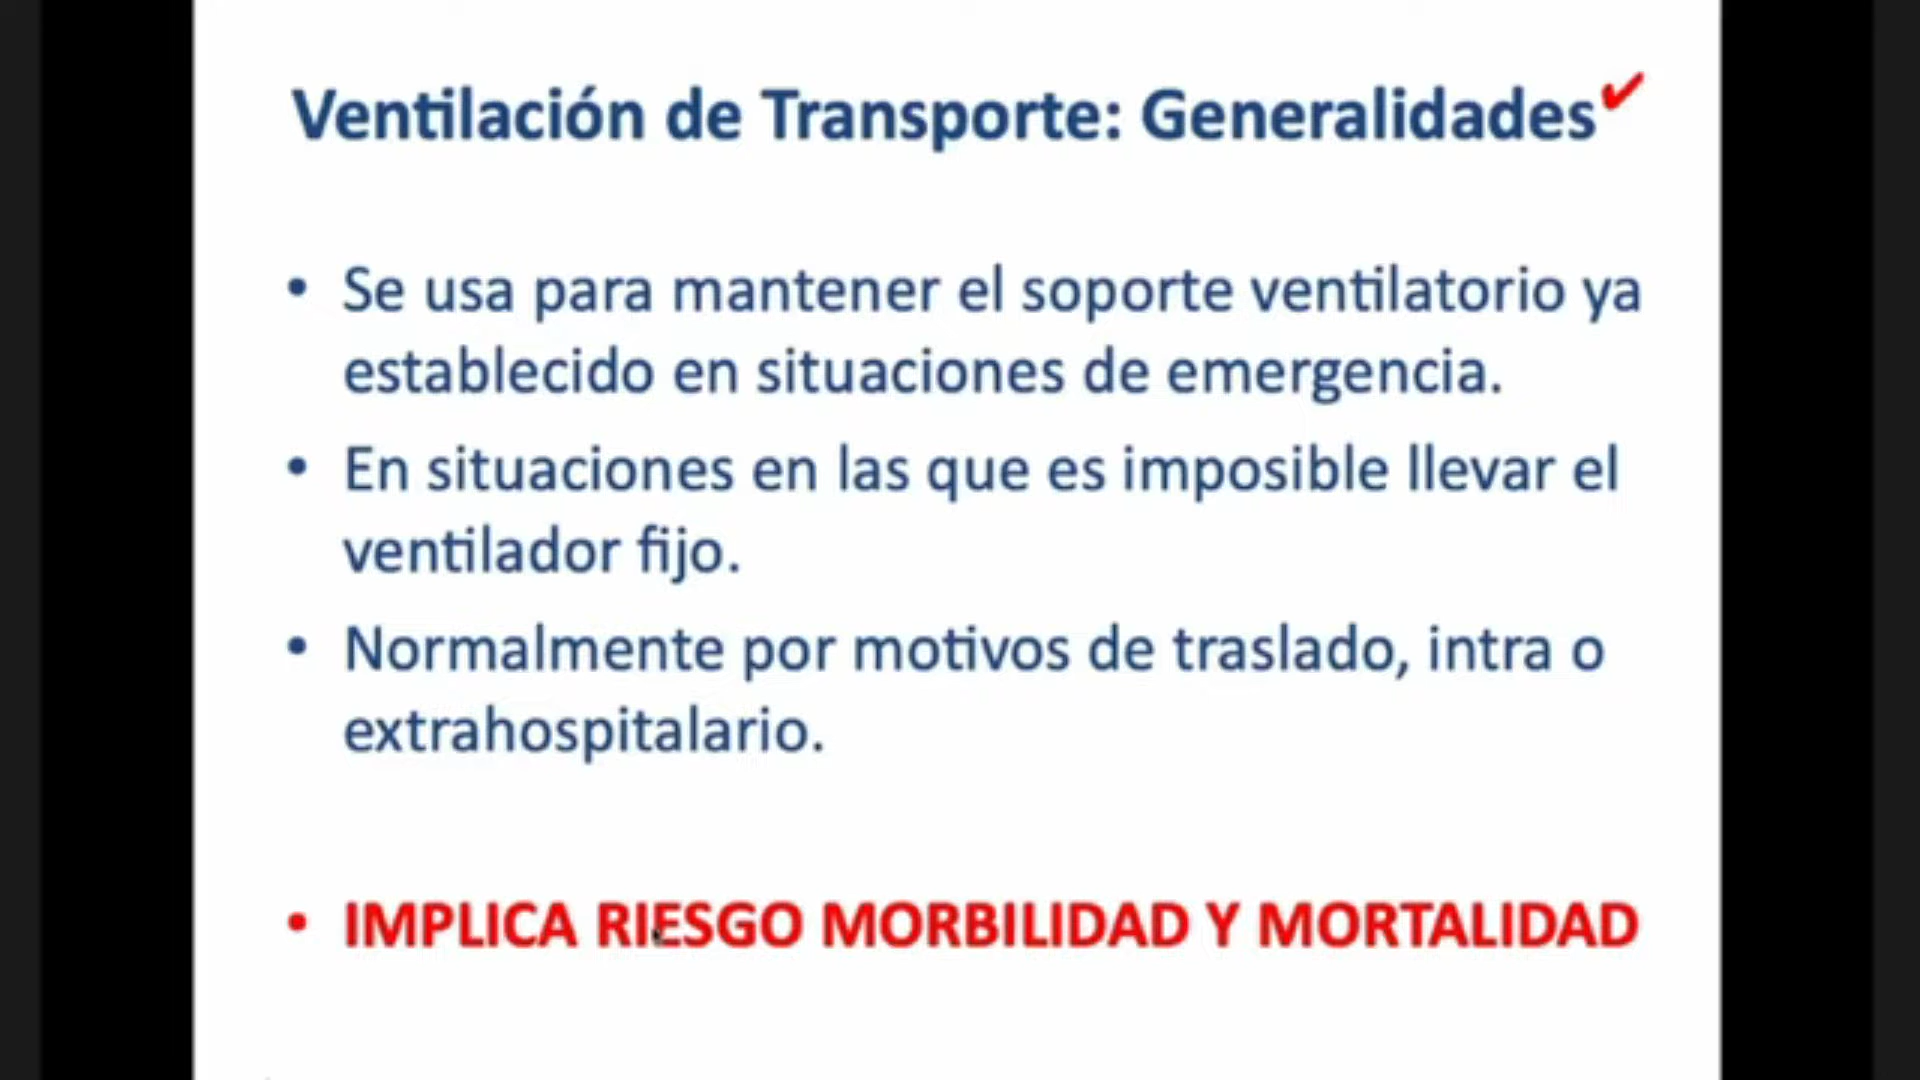 Ventilación de Transporte: Generalidades✔
• Se usa para mantener el soporte ventilatorio ya
establecido en situaciones de emergencia.
• En situaciones en las que es imposible llevar el
ventilador fijo.
• Normalmente por motivos de traslado, intra o
extrahospitalario.
• IMPLICA RIESGO MORBILIDAD Y MORTALIDAD